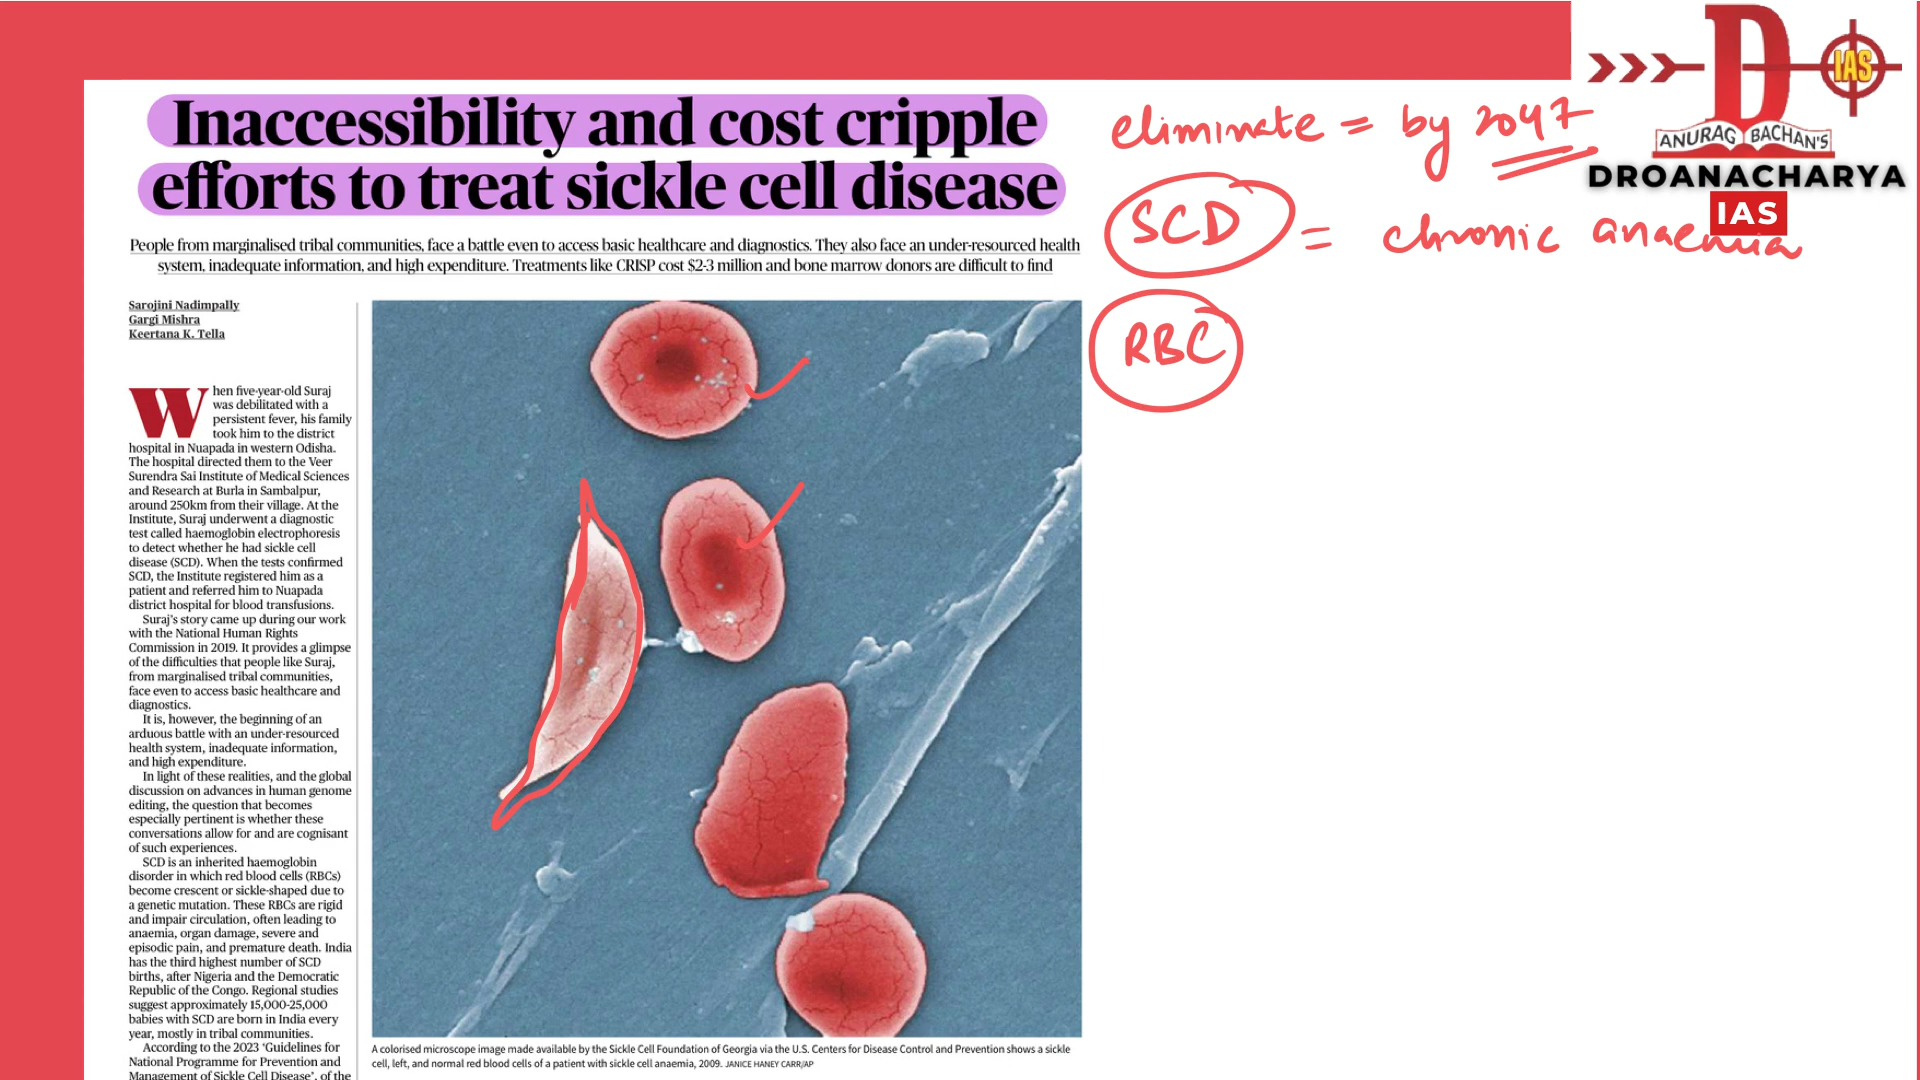 Inaccessibility and cost cripple
efforts to treat sickle cell disease
People from marginalised tribal communities, face a battle even to access basic healthcare and diagnostics. They also face an under-resourced health
system, inadequate information, and high expenditure. Treatments like CRISP cost $2-3 million and bone marrow donors are difficult to find
Sarojini Nadimpally
Gargi Mishra
Keertana K. Tella
When five-year-old Suraj
was debilitated with a
persistent fever, his family
took him to the district
hospital in Nuapada in western Odisha.
The hospital directed them to the Veer
Surendra Sai Institute of Medical Sciences
and Research at Burla in Sambalpur,
around 250km from their village. At the
Institute, Suraj underwent a diagnostic
test called haemoglobin electrophoresis
to detect whether he had sickle cell
disease (SCD). When the tests confirmed
SCD, the Institute registered him as a
patient and referred him to Nuapada
district hospital for blood transfusions.
Suraj's story came up during our work
with the National Human Rights
Commission in 2019. It provides a glimpse
of the difficulties that people like Suraj,
from marginalised tribal communities,
face even to access basic healthcare and
diagnostics.
It is, however, the beginning of an
arduous battle with an under-resourced
health system, inadequate information,
and high expenditure.
In light of these realities, and the global
discussion on advances in human genome
editing, the question that becomes
especially pertinent is whether these
conversations allow for and are cognisant
of such experiences.
SCD is an inherited haemoglobin
disorder in which red blood cells (RBCs)
become crescent or sickle-shaped due to
a genetic mutation. These RBCs are rigid
and impair circulation, often leading to
anaemia, organ damage, severe and
episodic pain, and premature death. India
has the third highest number of SCD
births, after Nigeria and the Democratic
Republic of the Congo. Regional studies
suggest approximately 15,000-25,000
babies with SCD are born in India every
year, mostly in tribal communities.
According to the 2023 'Guidelines for
National Programme for Prevention and
Management of Sickle Cell Disease', of the
A colorised microscope image made available by the Sickle Cell Foundation of Georgia via the U.S. Centers for Disease Control and Prevention shows a sickle
cell, left, and normal red blood cells of a patient with sickle cell anaemia, 2009. JANICE HANEY CARR/AP
eliminate = by 2047
SCD = chronic anaemia
RBC
D
IAS
ANURAG BACHAN'S
DROANACHARYA
IAS